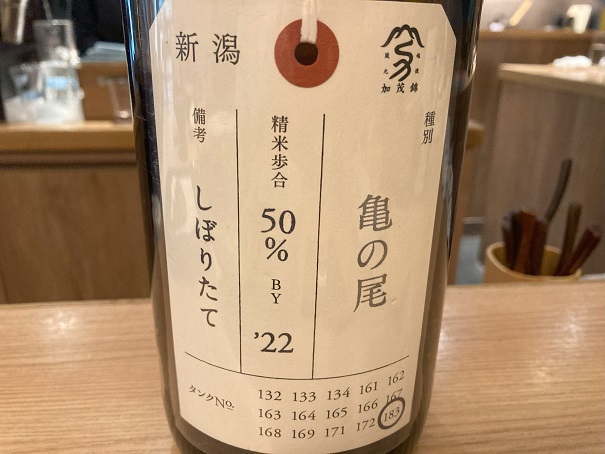 新潟
加茂錦
種別
亀の尾
精米歩合
50%
BY
'22
備考
しぼりたて
タンクNo.
132 133 134 161 162
163 164 165 166 167
168 169 171 172 183